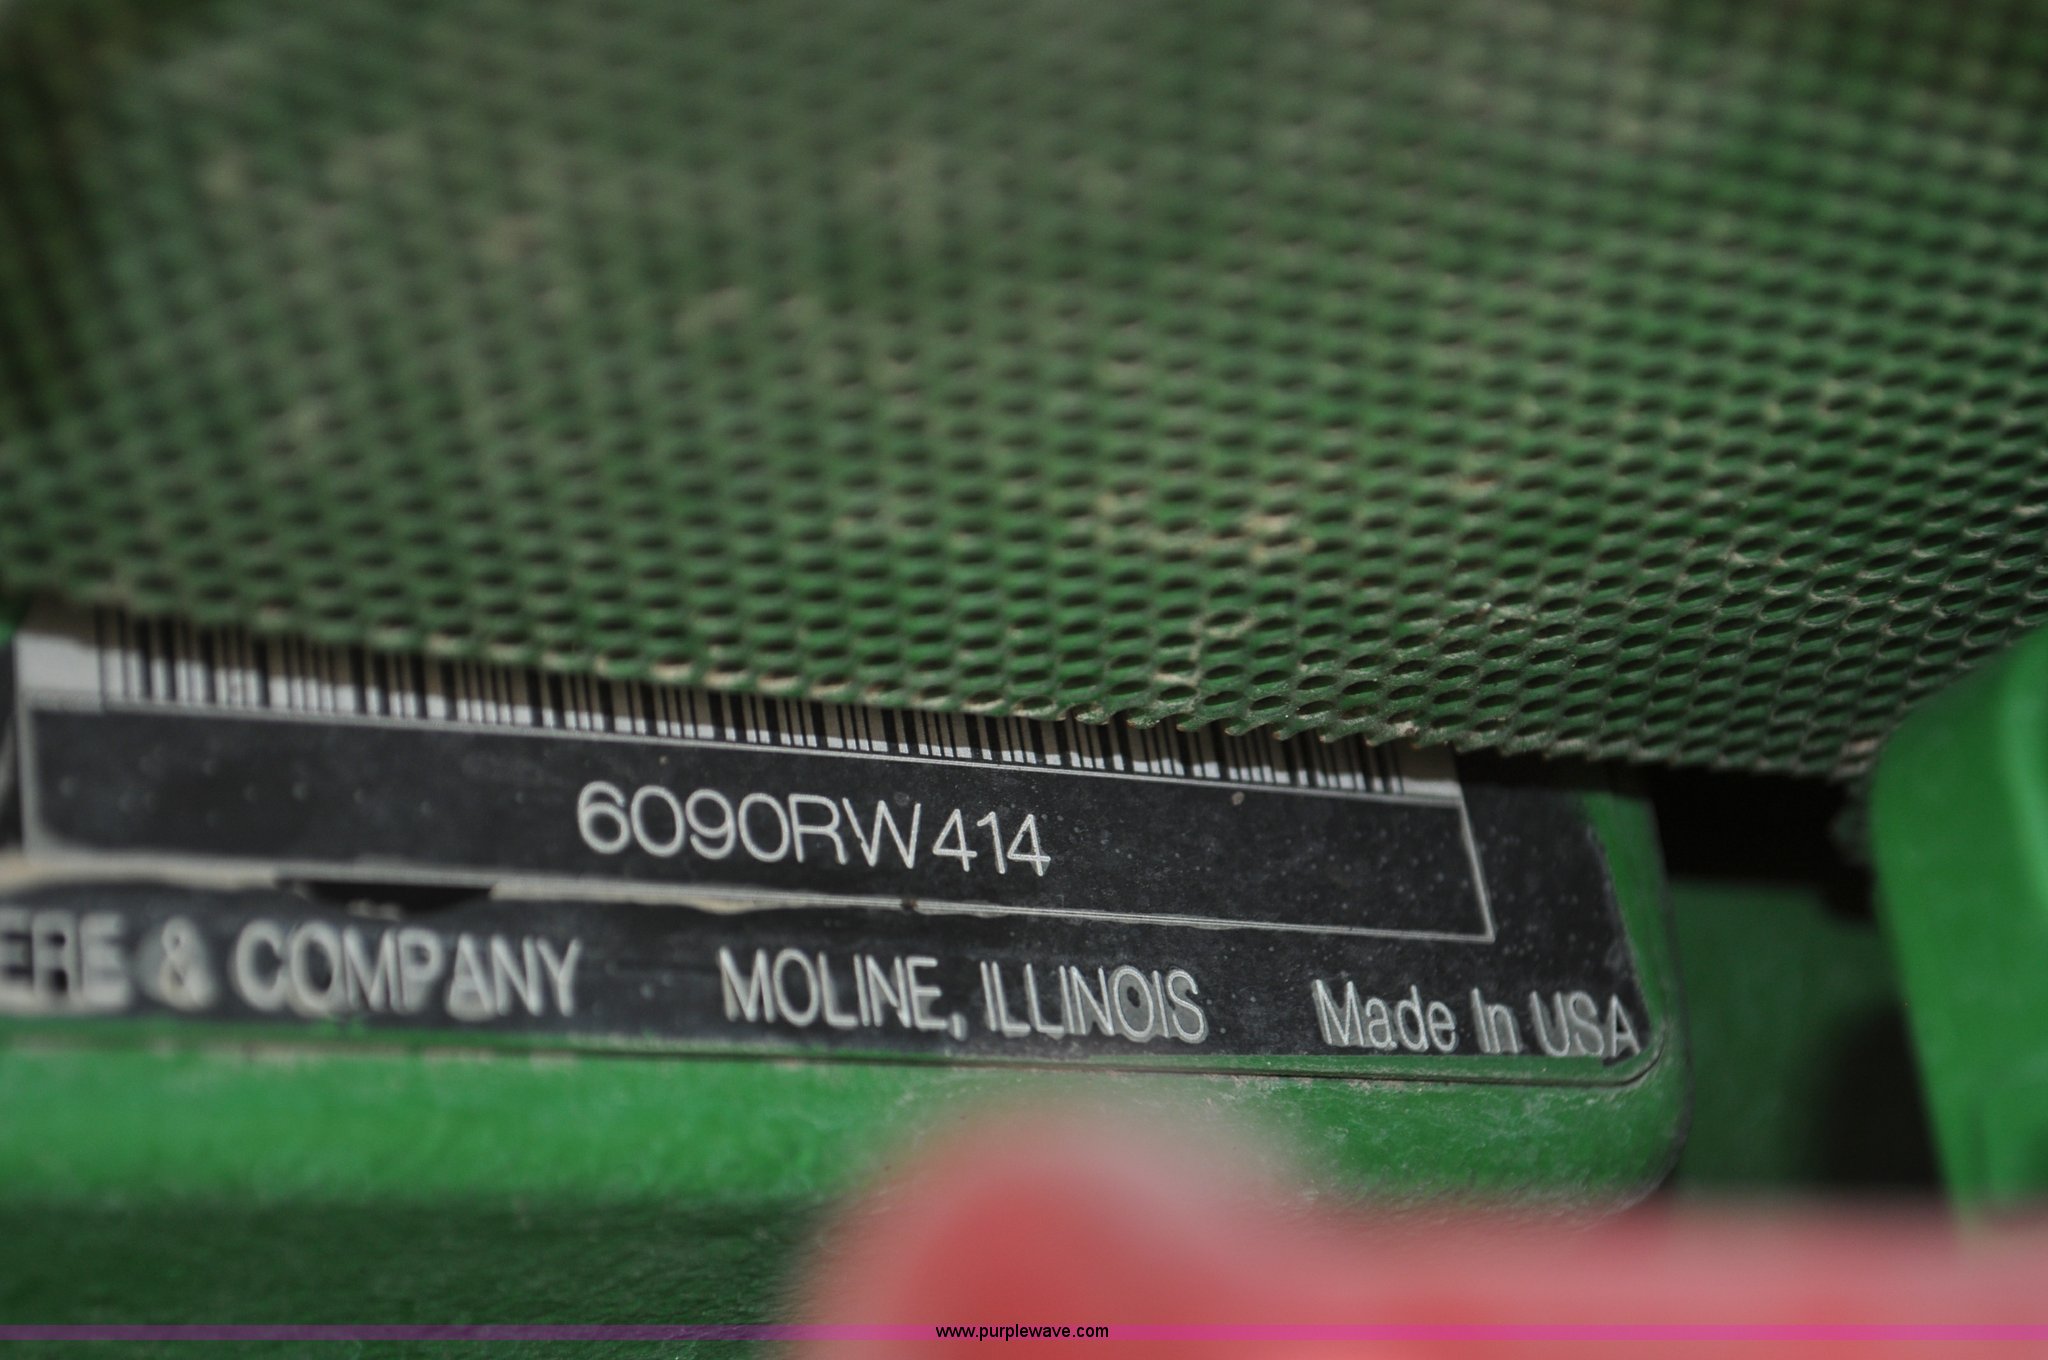 6090RW414
ERE & COMPANY MOLINE, ILLINOIS Made In USA
www.purplewave.com